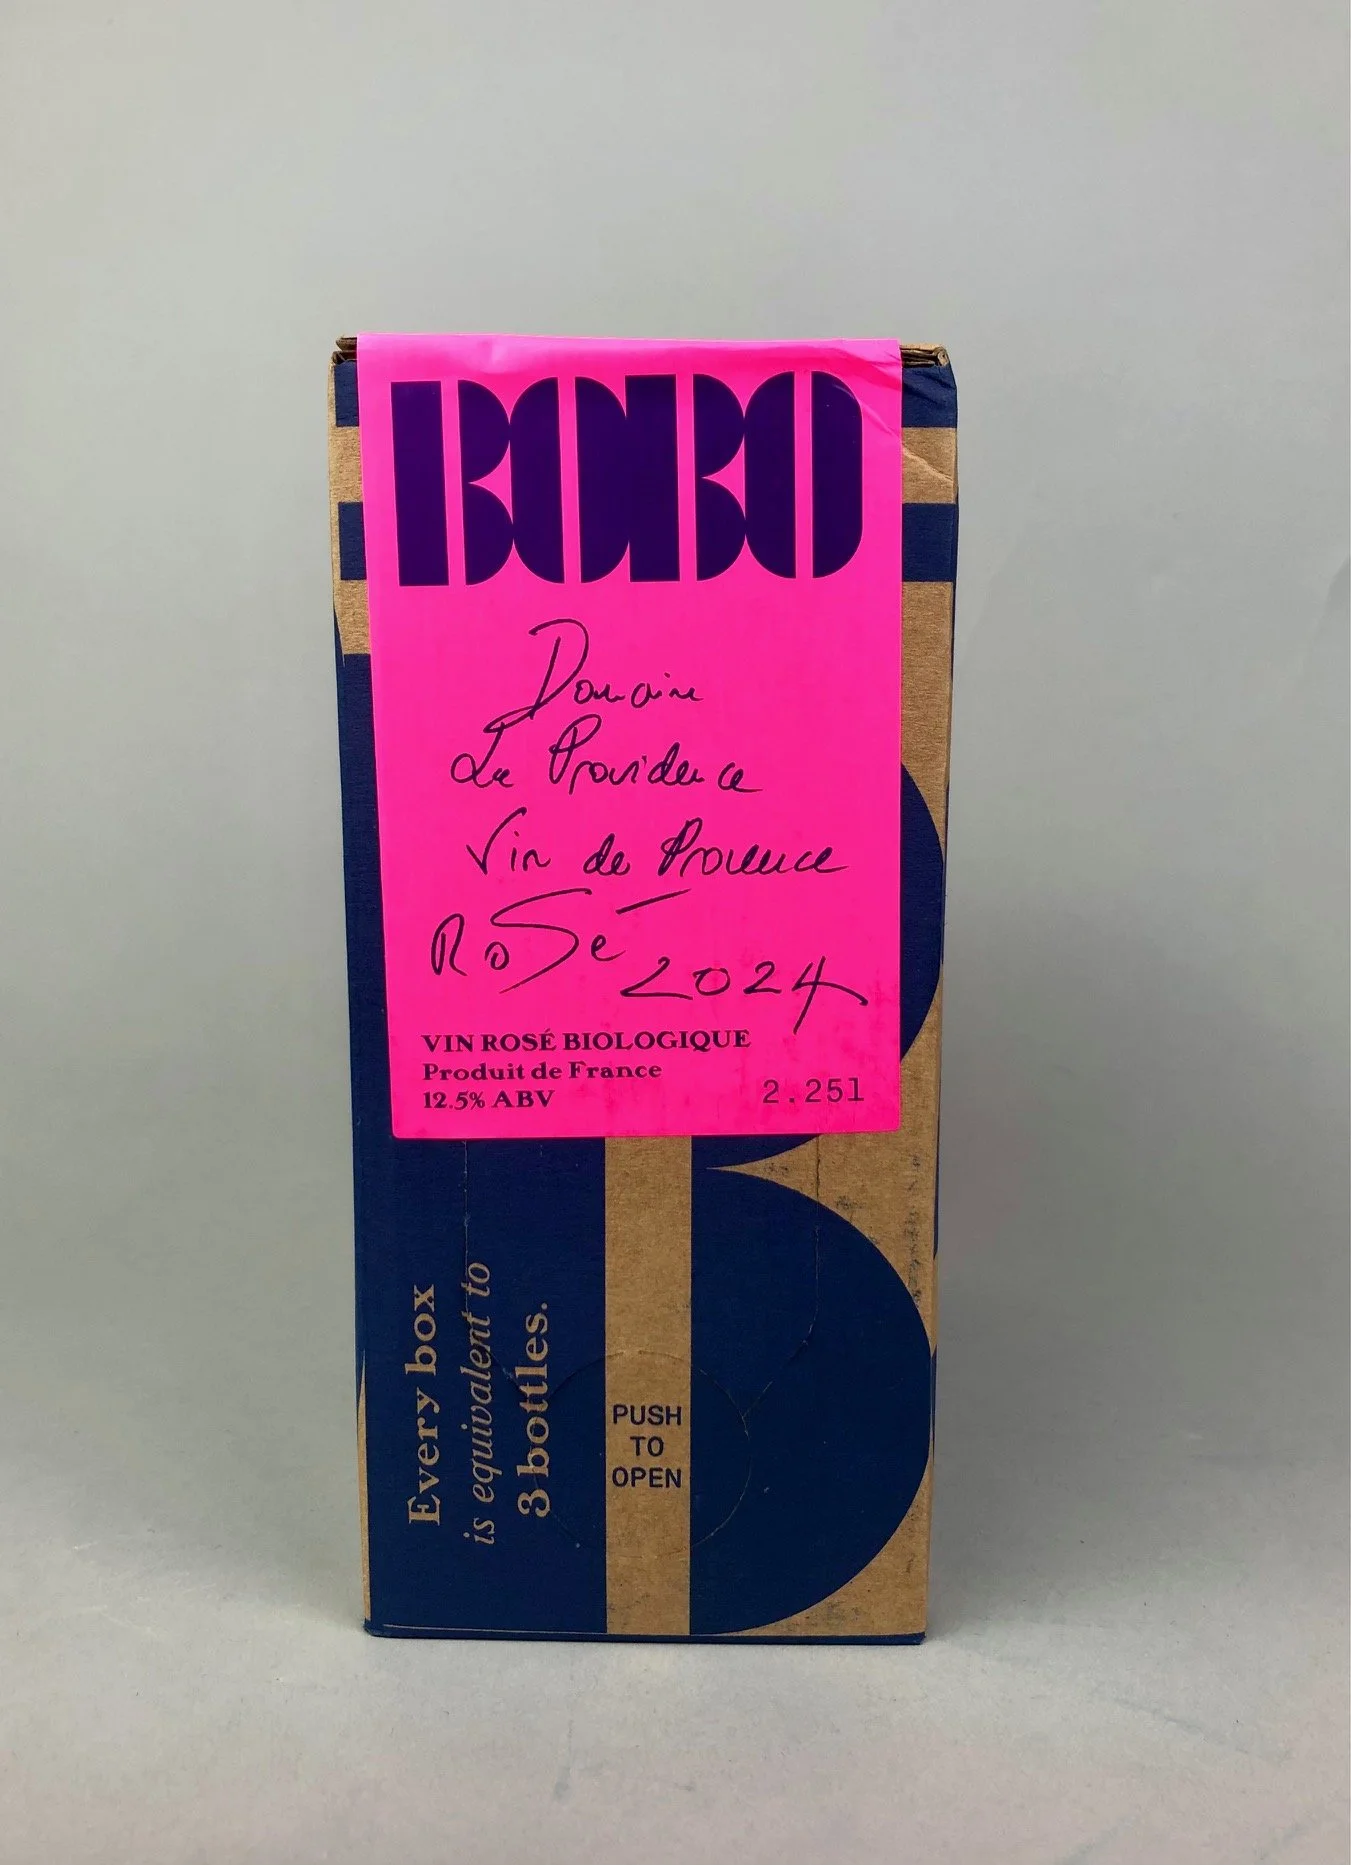 BOBO
Domaine
La Providence
Vin de Provence
Rosé 2024
VIN ROSÉ BIOLOGIQUE
Produit de France
12.5% ABV
2.25l
Every box
is equivalent to
3 bottles.
PUSH
TO
OPEN